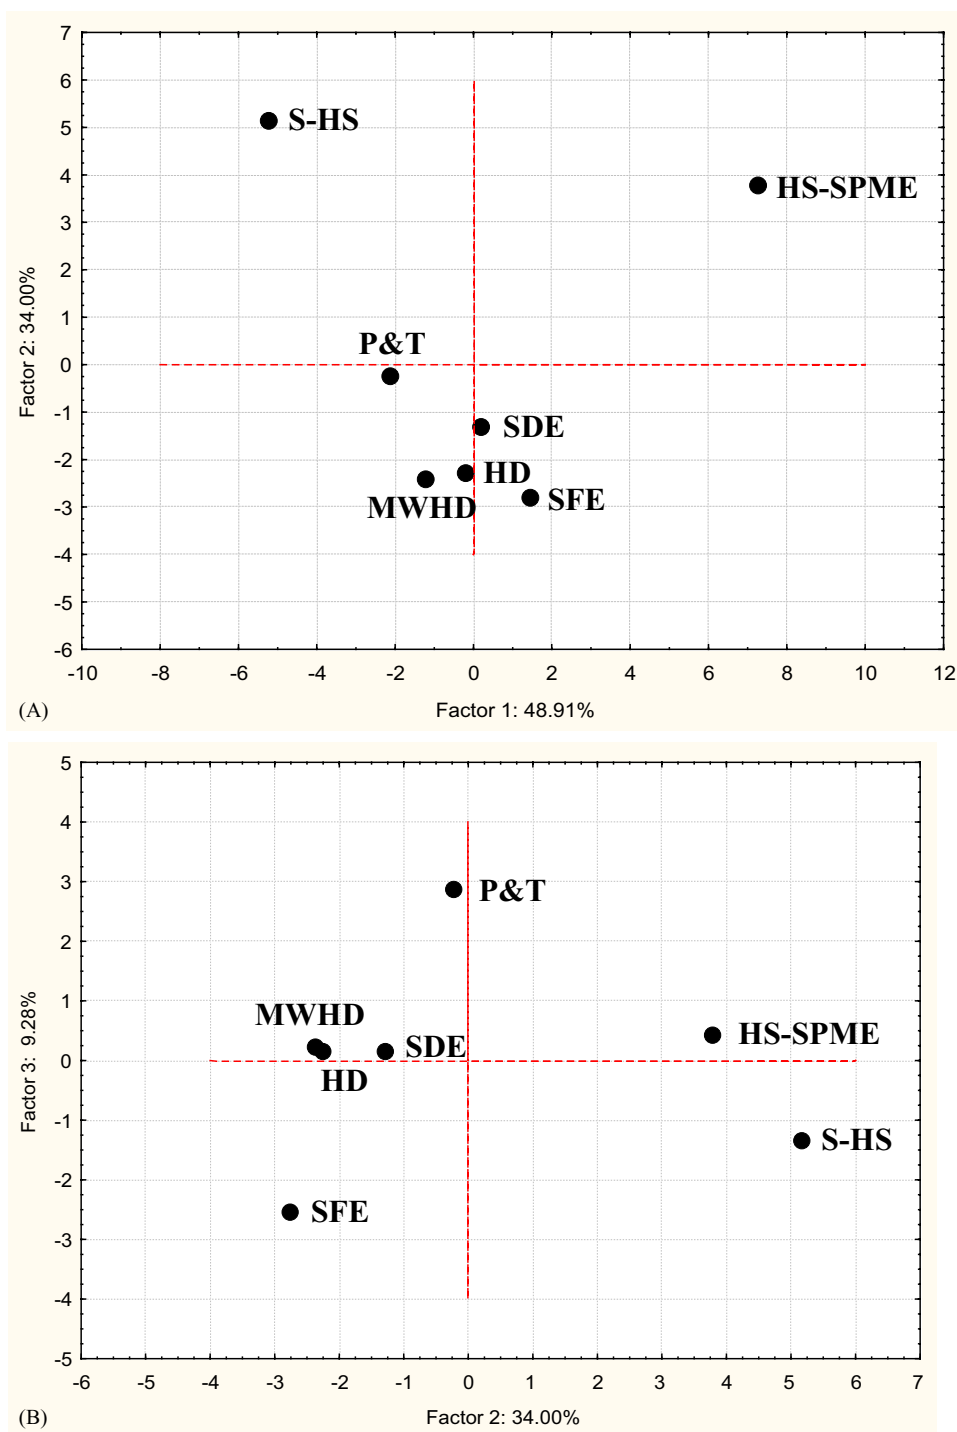 7
6
5
4
3
2
1
0
-1
-2
-3
-4
-5
-6
Factor 2: 34.00%
S-HS
HS-SPME
P&T
SDE
HD
MWHD
SFE
-10 -8 -6 -4 -2 0 2 4 6 8 10 12
(A)
Factor 1: 48.91%
5
4
3
2
1
0
-1
-2
-3
-4
-5
Factor 3: 9.28%
P&T
MWHD
HS-SPME
SDE
HD
S-HS
SFE
-6 -5 -4 -3 -2 -1 0 1 2 3 4 5 6 7
(B)
Factor 2: 34.00%